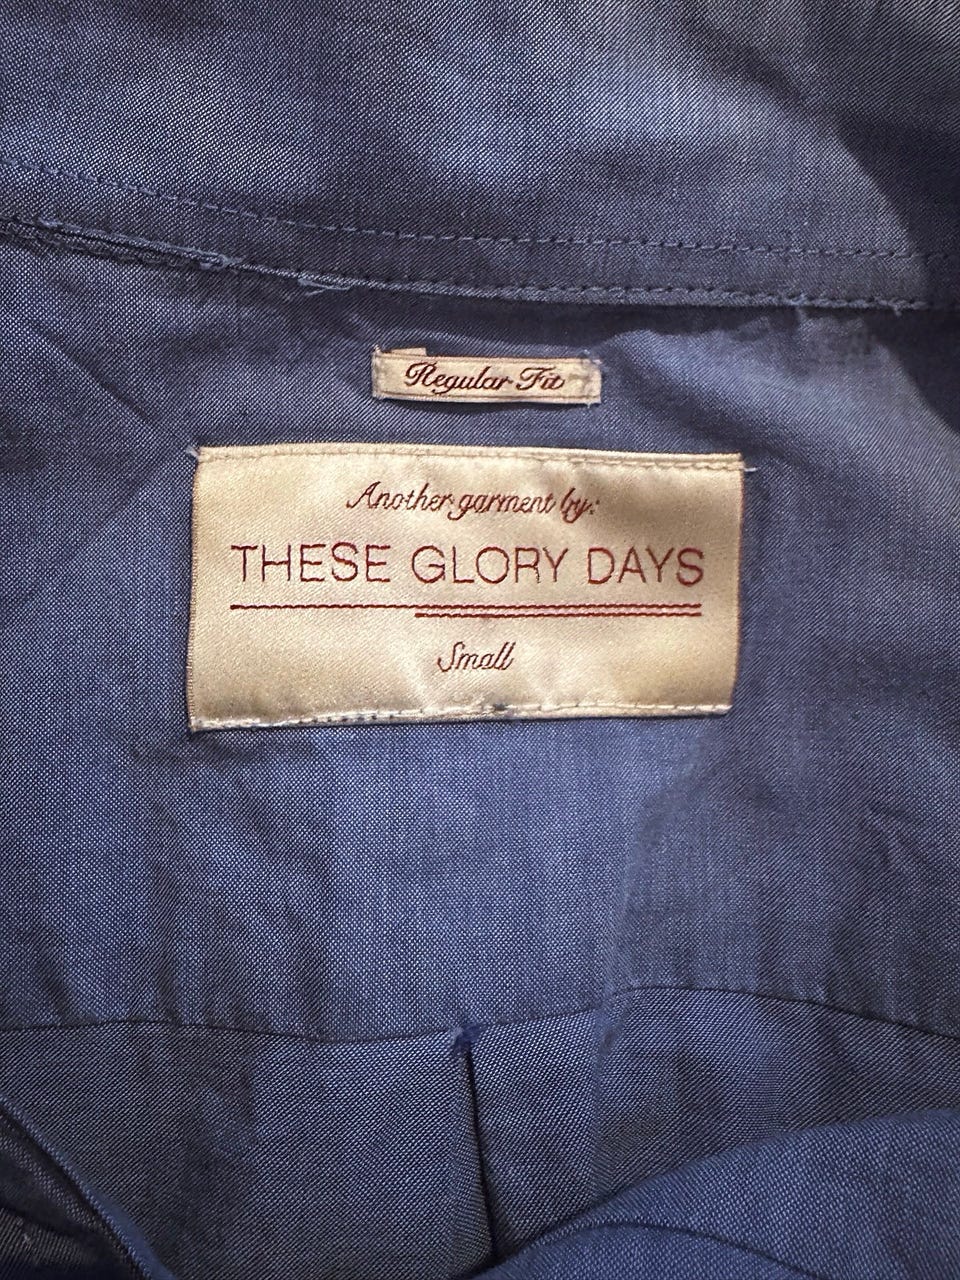 Regular Fit
Another garment by:
THESE GLORY DAYS
Small